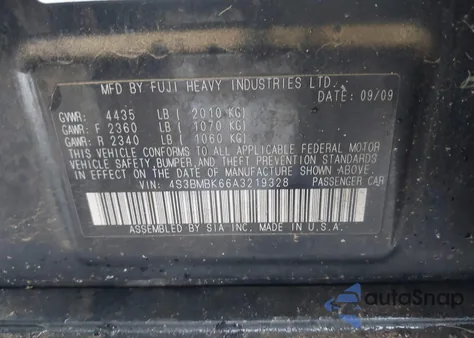 MFD BY FUJI HEAVY INDUSTRIES LTD.
DATE: 09/09
GVWR: 4435 LB( 2010 KG)
GAWR: F 2360 LB( 1070 KG)
GAWR: R 2340 LB( 1060 KG)
THIS VEHICLE CONFORMS TO ALL APPLICABLE FEDERAL MOTOR
VEHICLE SAFETY, BUMPER, AND THEFT PREVENTION STANDARDS
IN EFFECT ON THE DATE OF MANUFACTURE SHOWN ABOVE.
VIN: 4S3BMBK66A3219328 PASSENGER CAR
ASSEMBLED BY SIA INC. MADE IN U.S.A.
autoSnap